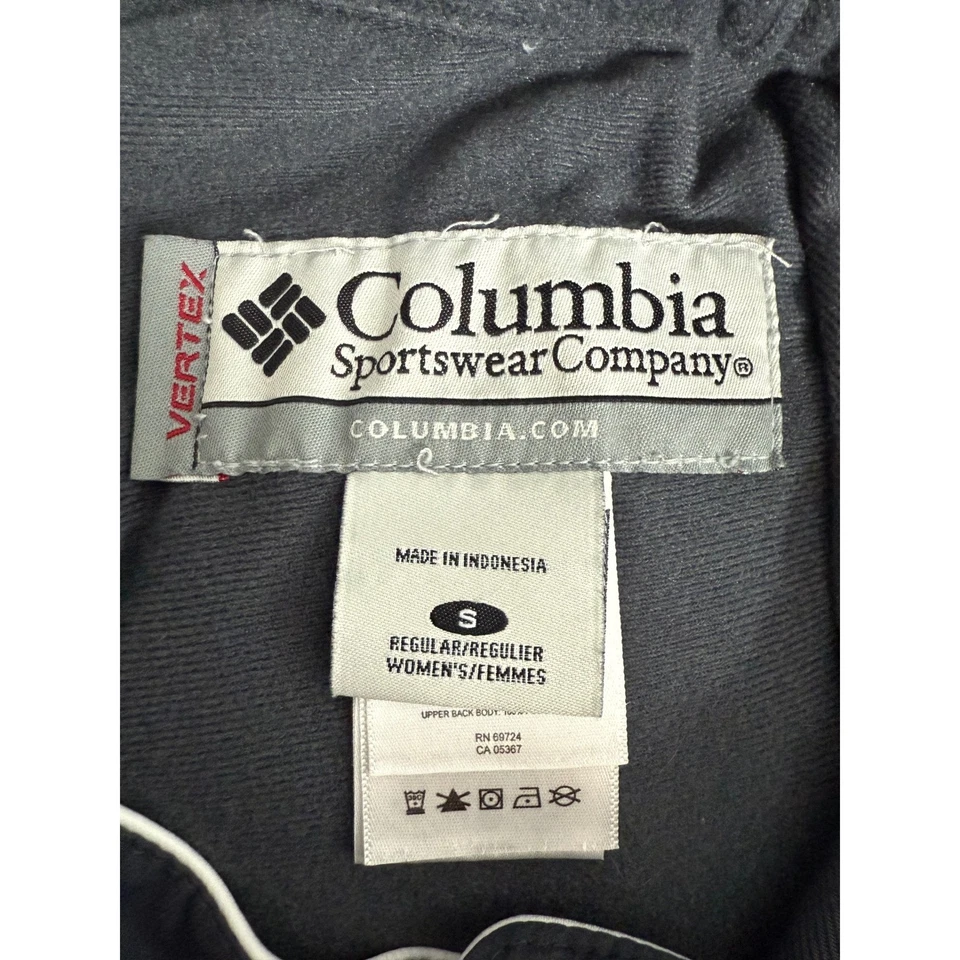 VERTEX
Columbia
Sportswear Company®
COLUMBIA.COM
MADE IN INDONESIA
S
REGULAR/REGULIER
WOMEN'S/FEMMES
UPPER BACK BODY:
RN 69724
CA 05367